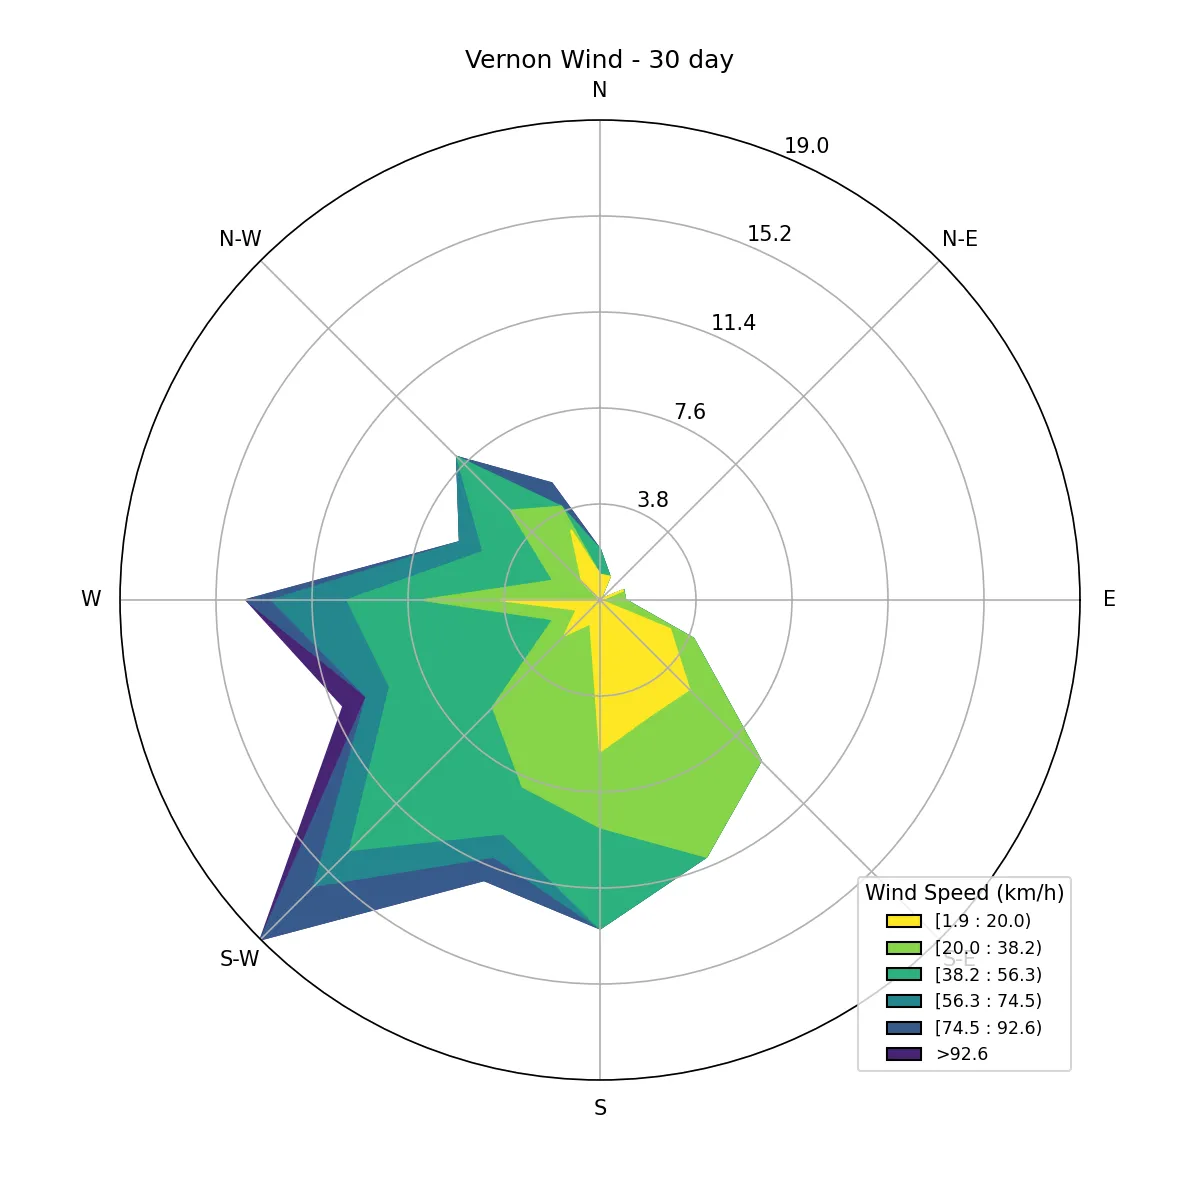 Vernon Wind - 30 day
N
19.0
15.2
N-W
N-E
11.4
7.6
3.8
W
E
Wind Speed (km/h)
[1.9 : 20.0)
[20.0 : 38.2)
S-W
S-E
[38.2 : 56.3)
[56.3 : 74.5)
[74.5 : 92.6)
>92.6
S